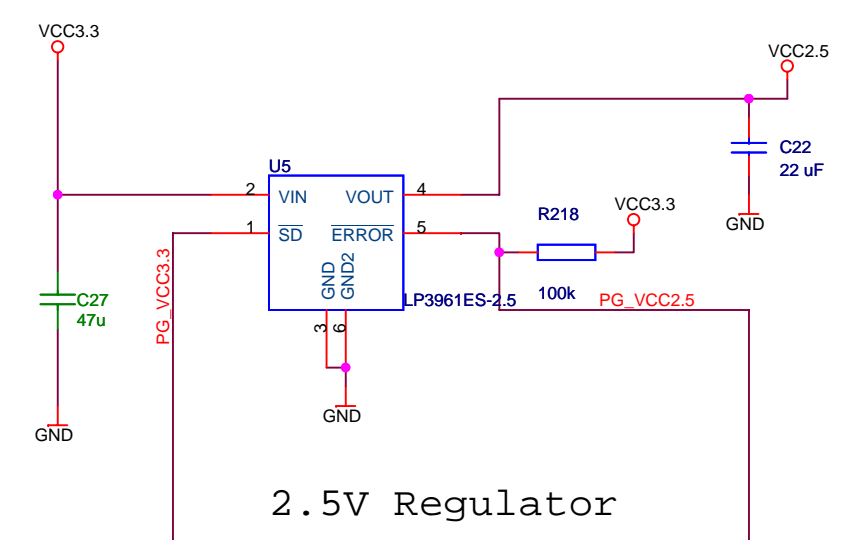 VCC3.3
VCC2.5
C22
22 uF
GND
U5
2
VIN
VOUT
4
1
SD
ERROR
5
GND
GND2
3
6
LP3961ES-2.5
R218
100k
VCC3.3
PG_VCC3.3
PG_VCC2.5
C27
47u
GND
GND
2.5V Regulator